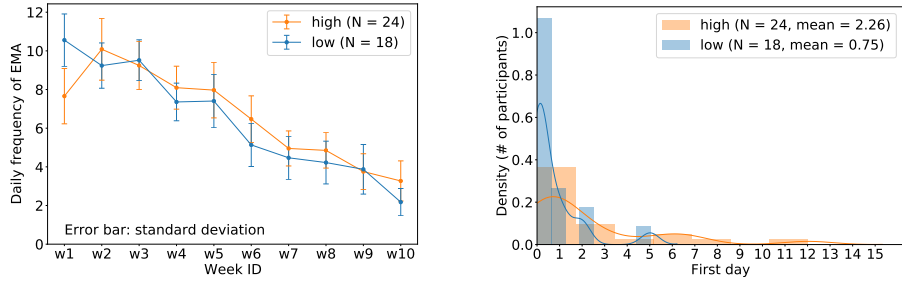 high (N = 24)
low (N = 18)
Daily frequency of EMA
12
10
8
6
4
2
0
Error bar: standard deviation
w1 w2 w3 w4 w5 w6 w7 w8 w9 w10
Week ID
high (N = 24, mean = 2.26)
low (N = 18, mean = 0.75)
Density (# of participants)
1.0
0.8
0.6
0.4
0.2
0.0
0 1 2 3 4 5 6 7 8 9 10 11 12 13 14 15
First day